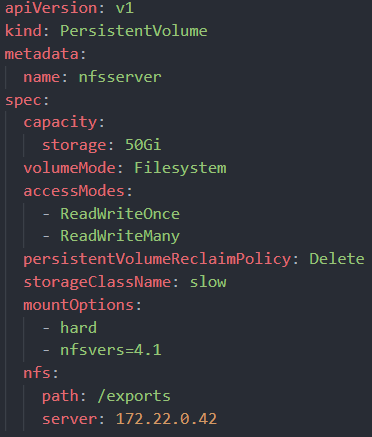 apiVersion: v1
kind: PersistentVolume
metadata:
  name: nfsserver
spec:
  capacity:
    storage: 50Gi
  volumeMode: Filesystem
  accessModes:
    - ReadWriteOnce
    - ReadWriteMany
  persistentVolumeReclaimPolicy: Delete
  storageClassName: slow
  mountOptions:
    - hard
    - nfsvers=4.1
  nfs:
    path: /exports
    server: 172.22.0.42